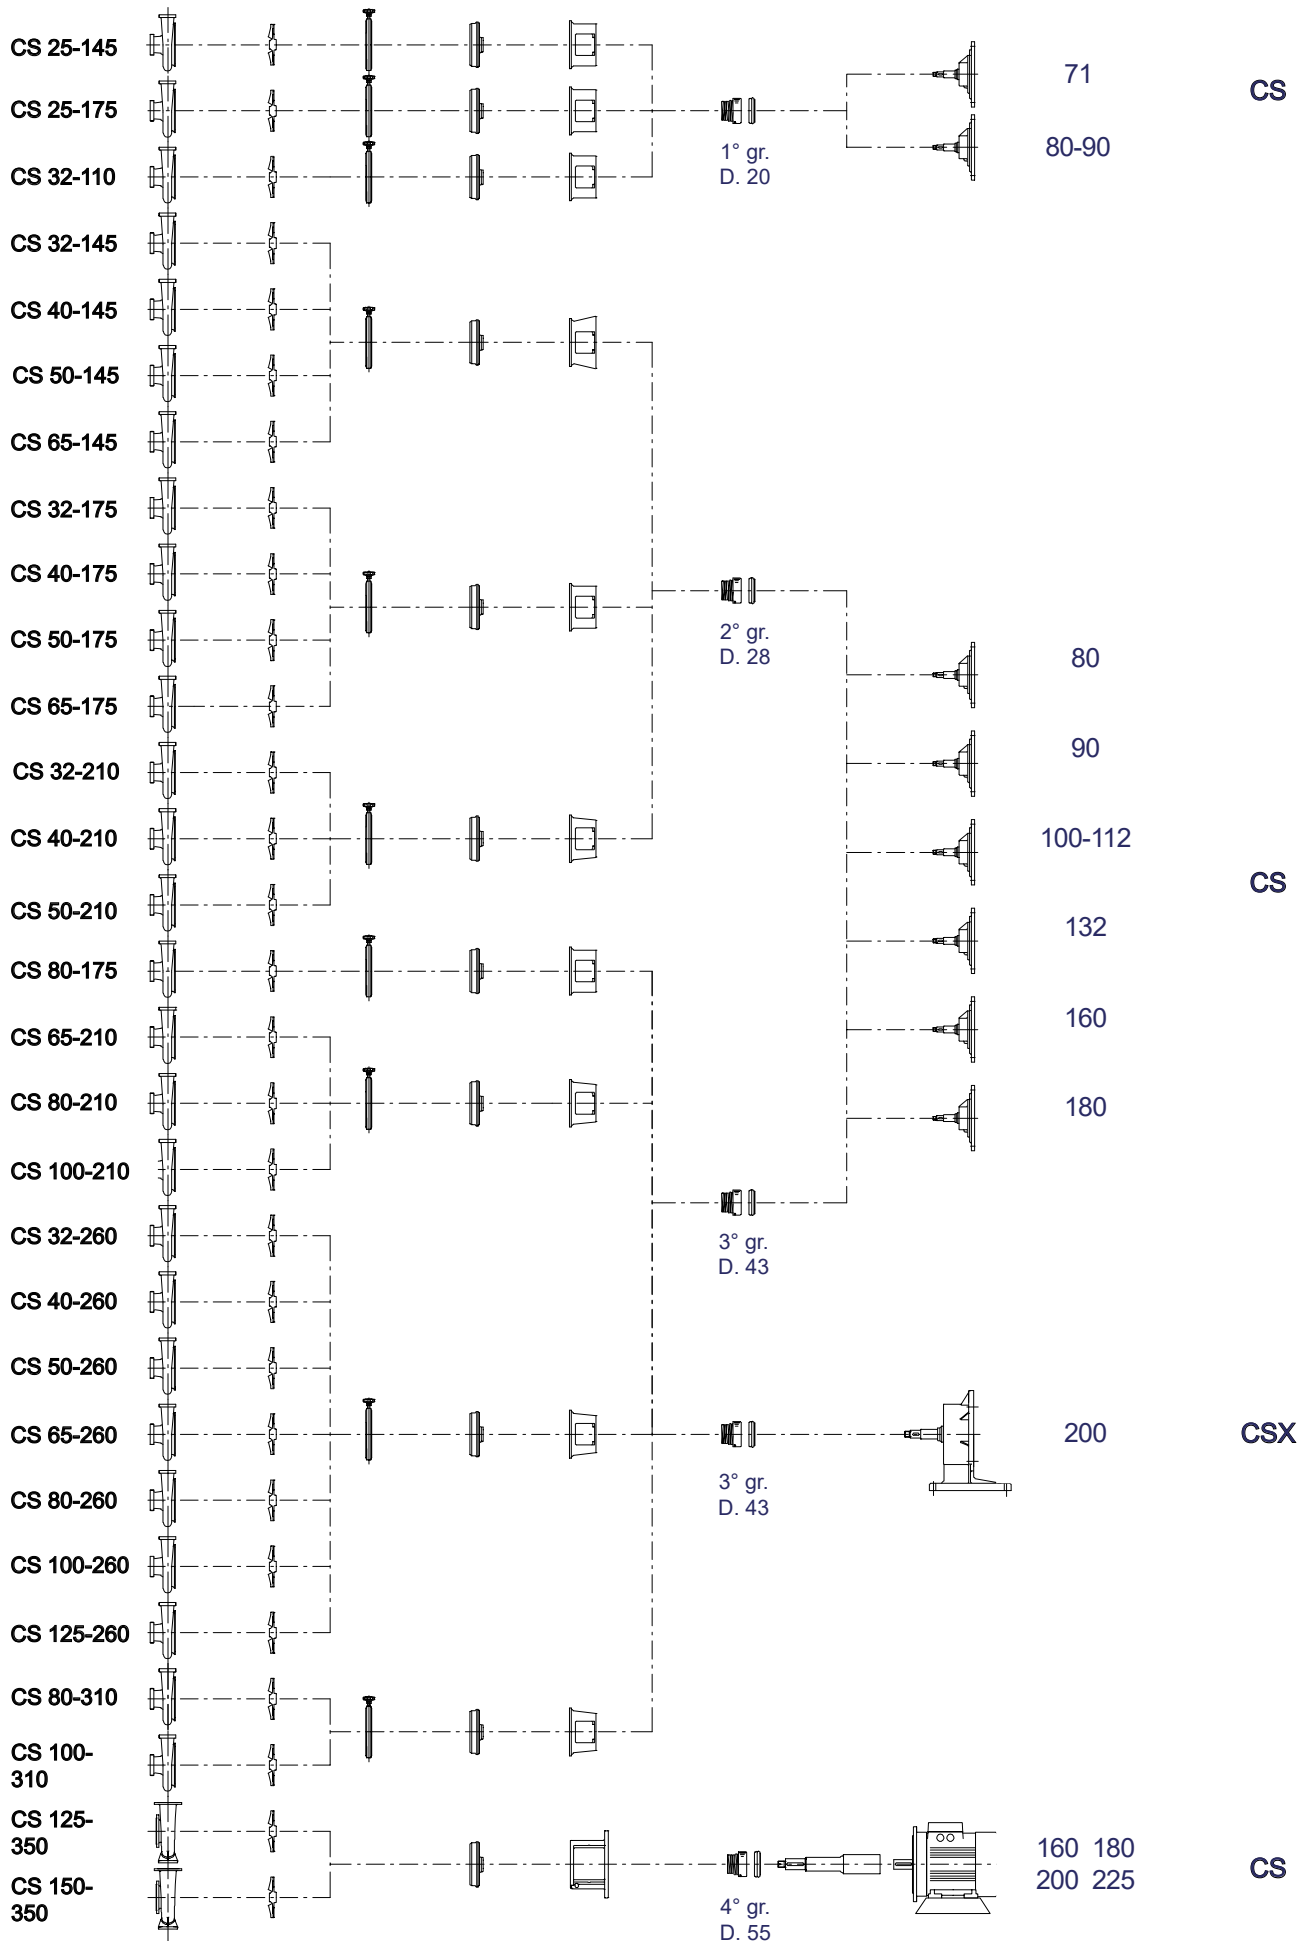 CS 25-145
71
CS
CS 25-175
80-90
1° gr.
D. 20
CS 32-110
CS 32-145
CS 40-145
CS 50-145
CS 65-145
CS 32-175
CS 40-175
2° gr.
D. 28
CS 50-175
80
CS 65-175
90
CS 32-210
CS 40-210
100-112
CS
CS 50-210
132
CS 80-175
160
CS 65-210
CS 80-210
180
CS 100-210
CS 32-260
3° gr.
D. 43
CS 40-260
CS 50-260
CS 65-260
200
CSX
3° gr.
D. 43
CS 80-260
CS 100-260
CS 125-260
CS 80-310
CS 100-
310
CS 125-
350
160 180
200 225
CS
CS 150-
350
4° gr.
D. 55